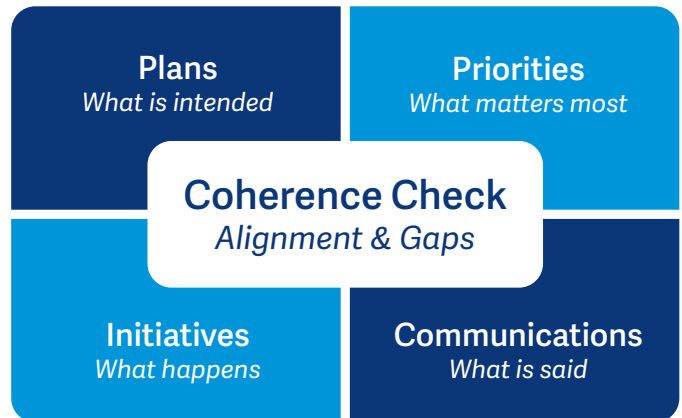 Plans
What is intended
Priorities
What matters most
Coherence Check
Alignment & Gaps
Initiatives
What happens
Communications
What is said